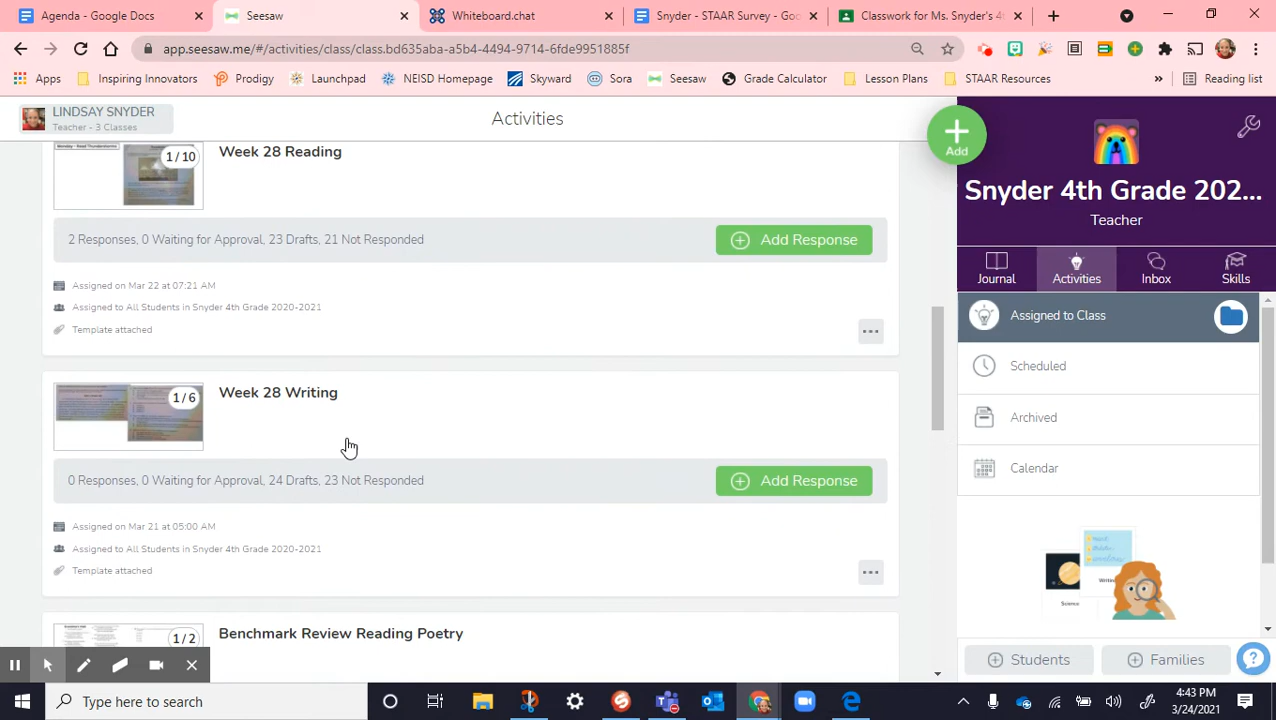 Agenda - Google Docs
Seesaw
Whiteboard.chat
Snyder - STAAR Survey - Goo
Classwork for Ms. Snyder's 4t
app.seesaw.me/#/activities/class/class.bd635aba-a5b4-4494-9714-6fde9951885f
Apps
Inspiring Innovators
Prodigy
Launchpad
NEISD Homepage
Skyward
Sora
Seesaw
Grade Calculator
Lesson Plans
STAAR Resources
»
Reading list
LINDSAY SNYDER
Teacher - 3 Classes
Activities
Add
Snyder 4th Grade 202...
Teacher
Journal
Activities
Inbox
Skills
Assigned to Class
Scheduled
Archived
Calendar
Students
Families
1 / 10
Week 28 Reading
2 Responses, 0 Waiting for Approval, 23 Drafts, 21 Not Responded
Add Response
Assigned on Mar 22 at 07:21 AM
Assigned to All Students in Snyder 4th Grade 2020-2021
Template attached
1 / 6
Week 28 Writing
0 Responses, 0 Waiting for Approval, 24 Drafts, 23 Not Responded
Add Response
Assigned on Mar 21 at 05:00 AM
Assigned to All Students in Snyder 4th Grade 2020-2021
Template attached
1 / 2
Benchmark Review Reading Poetry
Science
Type here to search
4:43 PM
3/24/2021